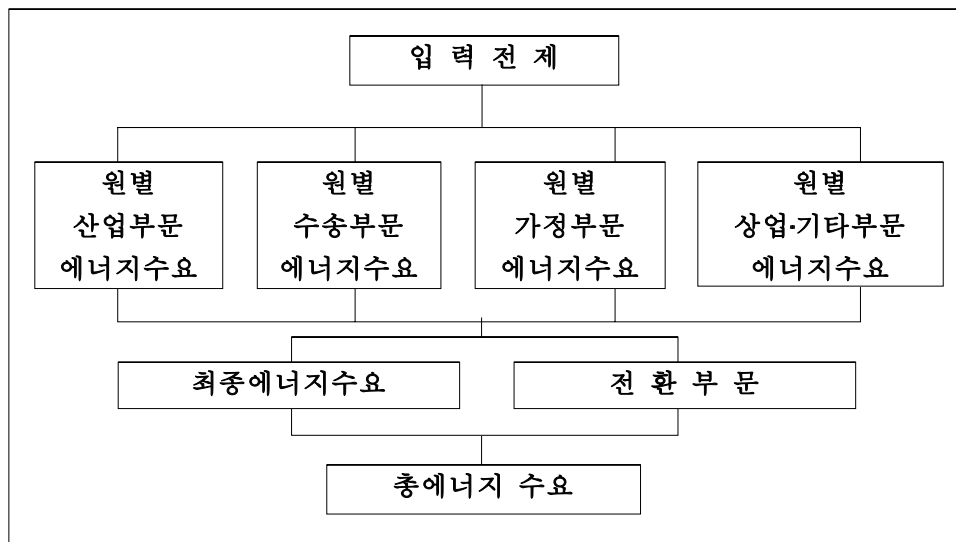 입 력 전 제
원별
산업부문
에너지수요
원별
수송부문
에너지수요
원별
가정부문
에너지수요
원별
상업·기타부문
에너지수요
최종에너지수요
전 환 부 문
총에너지 수요